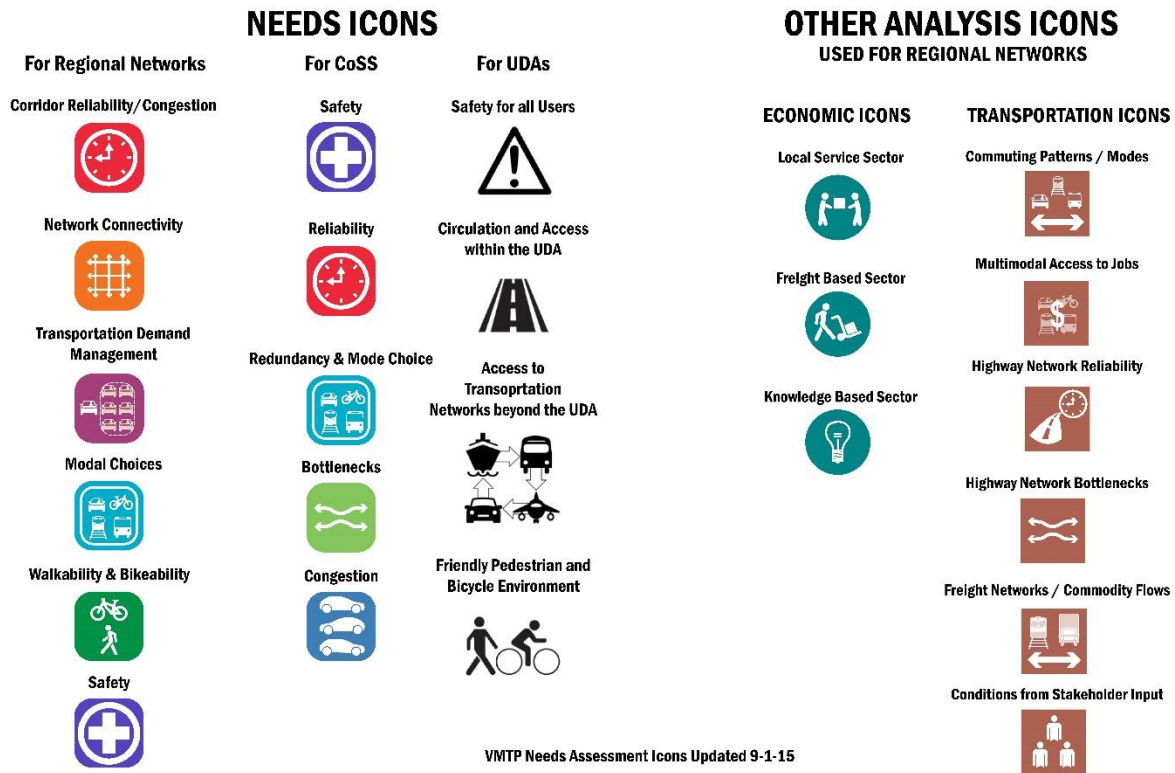 NEEDS ICONS
For Regional Networks
Corridor Reliability/Congestion
Network Connectivity
Transportation Demand
Management
Modal Choices
Walkability & Bikeability
Safety
For CoSS
Safety
Reliability
Redundancy & Mode Choice
Bottlenecks
Congestion
For UDAs
Safety for all Users
Circulation and Access
within the UDA
Access to
Transoprtation
Networks beyond the UDA
Friendly Pedestrian and
Bicycle Environment
OTHER ANALYSIS ICONS
USED FOR REGIONAL NETWORKS
ECONOMIC ICONS
Local Service Sector
Freight Based Sector
Knowledge Based Sector
TRANSPORTATION ICONS
Commuting Patterns / Modes
Multimodal Access to Jobs
$
Highway Network Reliability
Highway Network Bottlenecks
Freight Networks / Commodity Flows
Conditions from Stakeholder Input
VMTP Needs Assessment Icons Updated 9-1-15